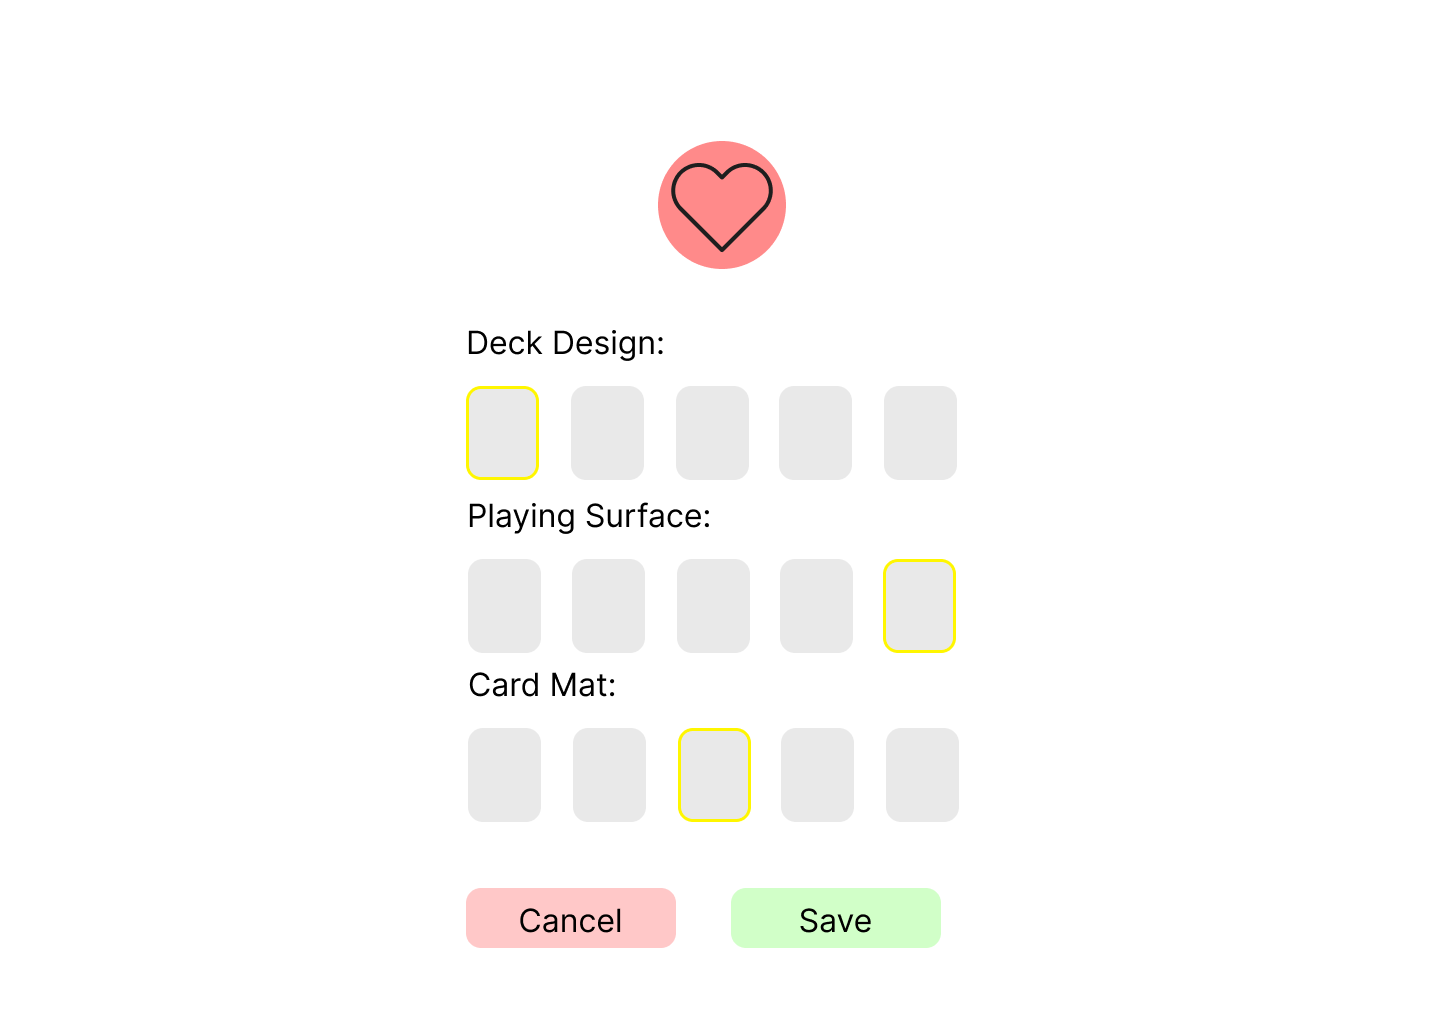 Deck Design:
Playing Surface:
Card Mat:
Cancel
Save